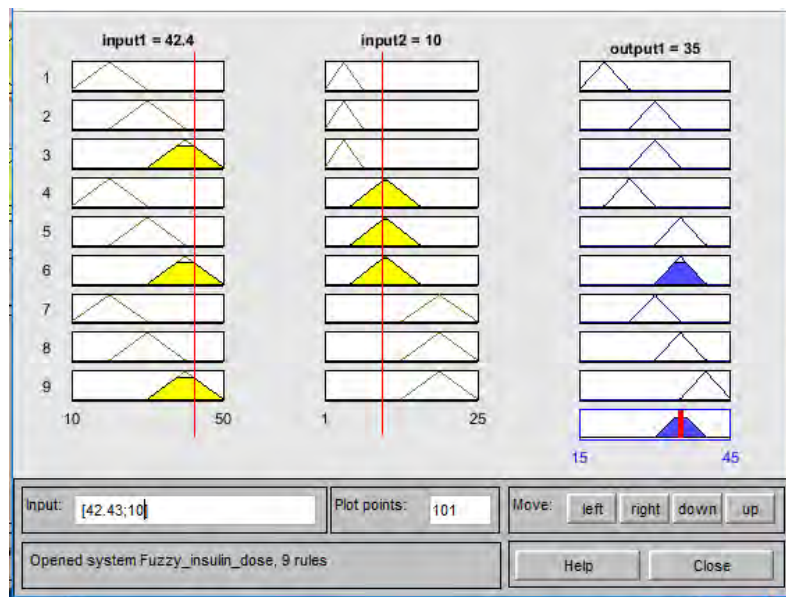 input1 = 42.4
input2 = 10
output1 = 35
1
2
3
4
5
6
7
8
9
10
50
1
25
15
45
Input:
[42.43;10]
Plot points:
101
Move:
left
right
down
up
Opened system Fuzzy_insulin_dose, 9 rules
Help
Close